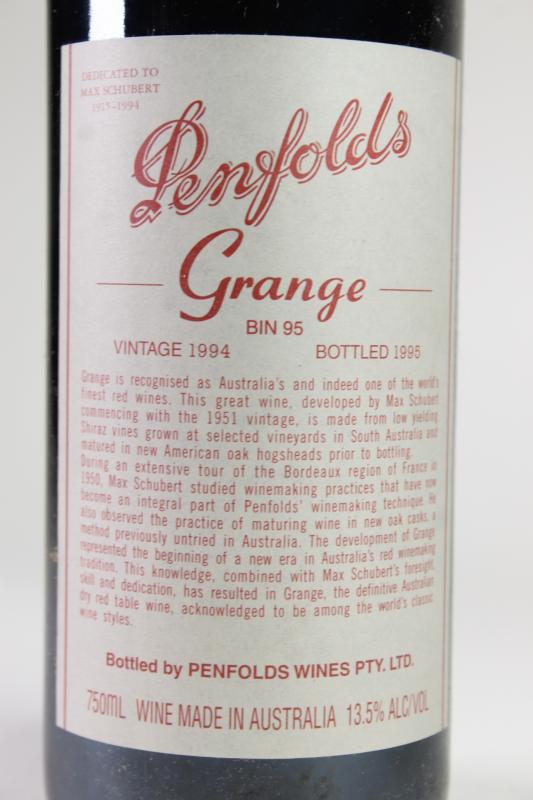 DEDICATED TO
MAX SCHUBERT
1915-1994
Penfolds
Grange
BIN 95
VINTAGE 1994 BOTTLED 1995
Grange is recognised as Australia's and indeed one of the world's
finest red wines. This great wine, developed by Max Schubert
commencing with the 1951 vintage, is made from low yielding
Shiraz vines grown at selected vineyards in South Australia and
matured in new American oak hogsheads prior to bottling.
During an extensive tour of the Bordeaux region of France in
1950, Max Schubert studied winemaking practices that have now
become an integral part of Penfolds' winemaking technique. He
also observed the practice of maturing wine in new oak casks, a
method previously untried in Australia. The development of Grange
represented the beginning of a new era in Australia's red winemaking
tradition. This knowledge, combined with Max Schubert's foresight,
skill and dedication, has resulted in Grange, the definitive Australian
dry red table wine, acknowledged to be among the world's classic
wine styles.
Bottled by PENFOLDS WINES PTY. LTD.
750ML WINE MADE IN AUSTRALIA 13.5% ALC/VOL